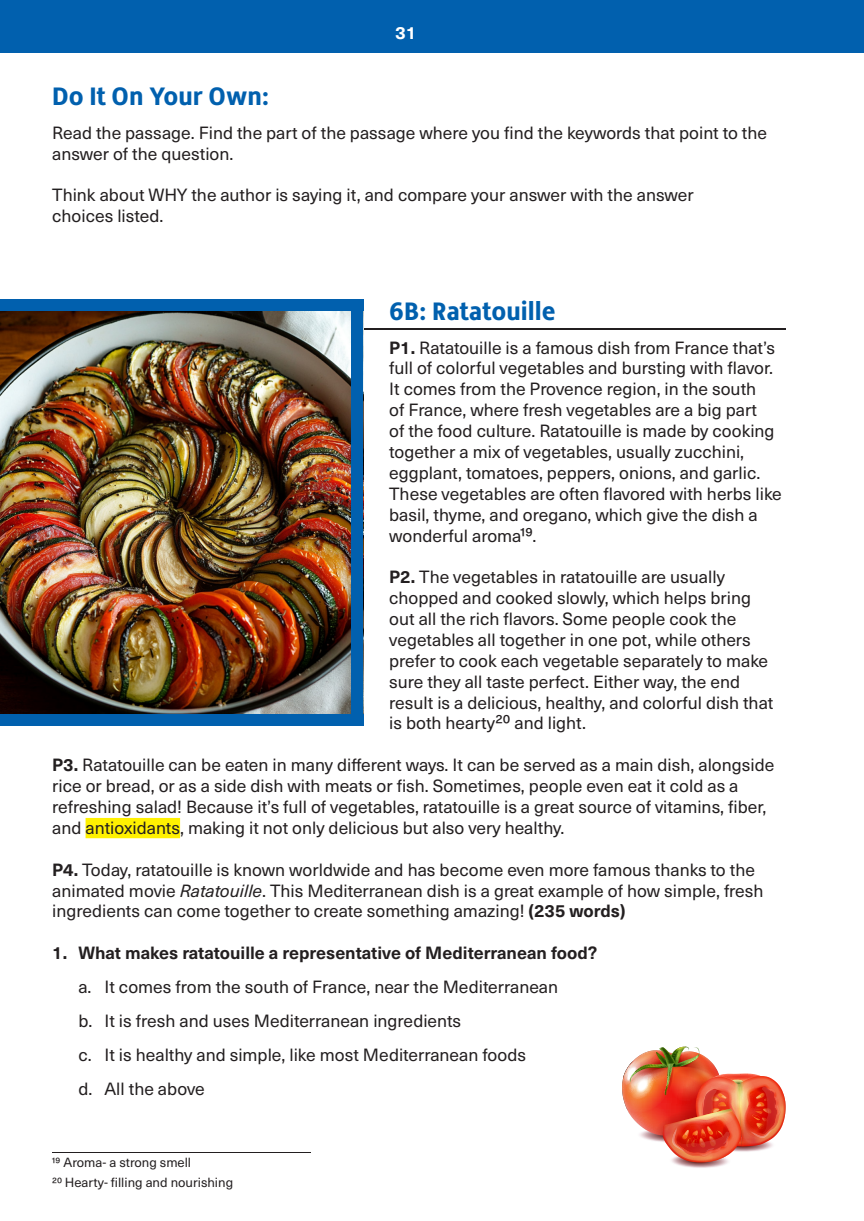 31
Do It On Your Own:
Read the passage. Find the part of the passage where you find the keywords that point to the
answer of the question.
Think about WHY the author is saying it, and compare your answer with the answer
choices listed.
6B: Ratatouille
P1. Ratatouille is a famous dish from France that's
full of colorful vegetables and bursting with flavor.
It comes from the Provence region, in the south
of France, where fresh vegetables are a big part
of the food culture. Ratatouille is made by cooking
together a mix of vegetables, usually zucchini,
eggplant, tomatoes, peppers, onions, and garlic.
These vegetables are often flavored with herbs like
basil, thyme, and oregano, which give the dish a
wonderful aroma¹⁹.
P2. The vegetables in ratatouille are usually
chopped and cooked slowly, which helps bring
out all the rich flavors. Some people cook the
vegetables all together in one pot, while others
prefer to cook each vegetable separately to make
sure they all taste perfect. Either way, the end
result is a delicious, healthy, and colorful dish that
is both hearty²⁰ and light.
P3. Ratatouille can be eaten in many different ways. It can be served as a main dish, alongside
rice or bread, or as a side dish with meats or fish. Sometimes, people even eat it cold as a
refreshing salad! Because it's full of vegetables, ratatouille is a great source of vitamins, fiber,
and antioxidants, making it not only delicious but also very healthy.
P4. Today, ratatouille is known worldwide and has become even more famous thanks to the
animated movie Ratatouille. This Mediterranean dish is a great example of how simple, fresh
ingredients can come together to create something amazing! (235 words)
1. What makes ratatouille a representative of Mediterranean food?
a. It comes from the south of France, near the Mediterranean
b. It is fresh and uses Mediterranean ingredients
c. It is healthy and simple, like most Mediterranean foods
d. All the above
¹⁹ Aroma- a strong smell
²⁰ Hearty- filling and nourishing